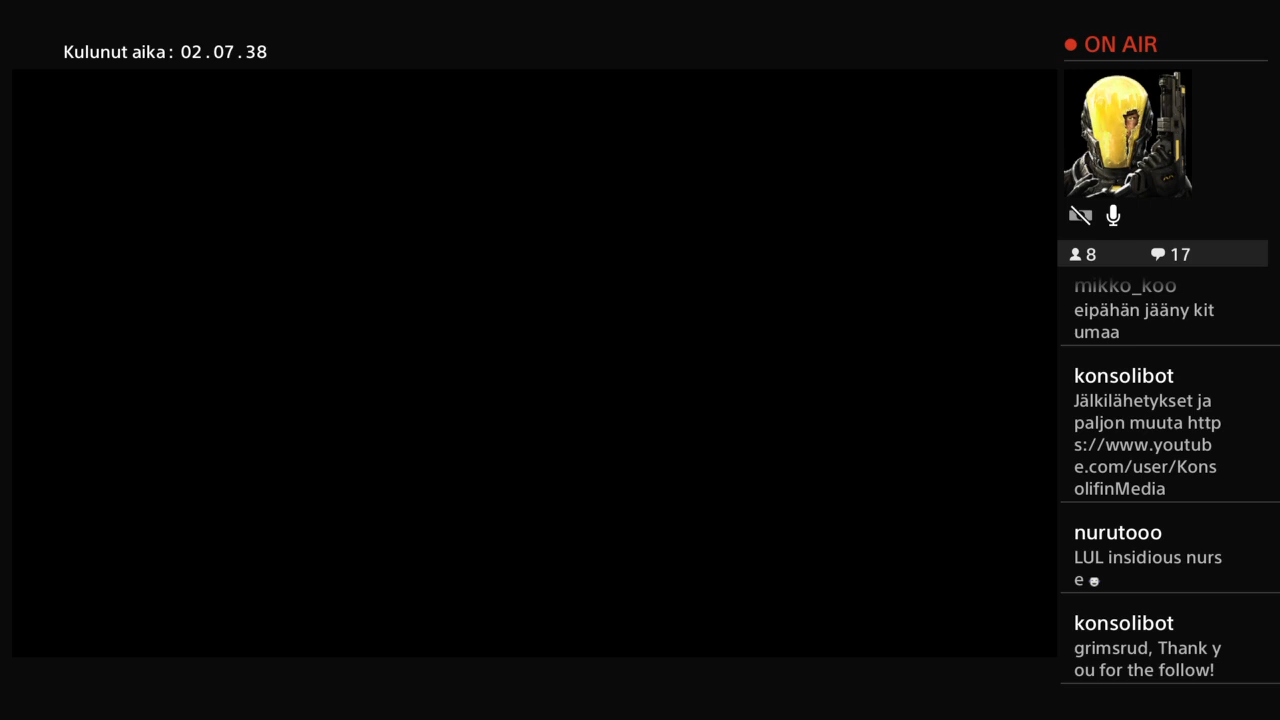 Kulunut aika: 02.07.38
ON AIR
8 17
mikko_koo
eipähän jääny kit
umaa
konsolibot
Jälkilähetykset ja
paljon muuta http
s://www.youtub
e.com/user/Kons
olifinMedia
nurutooo
LUL insidious nurs
e
konsolibot
grimsrud, Thank y
ou for the follow!